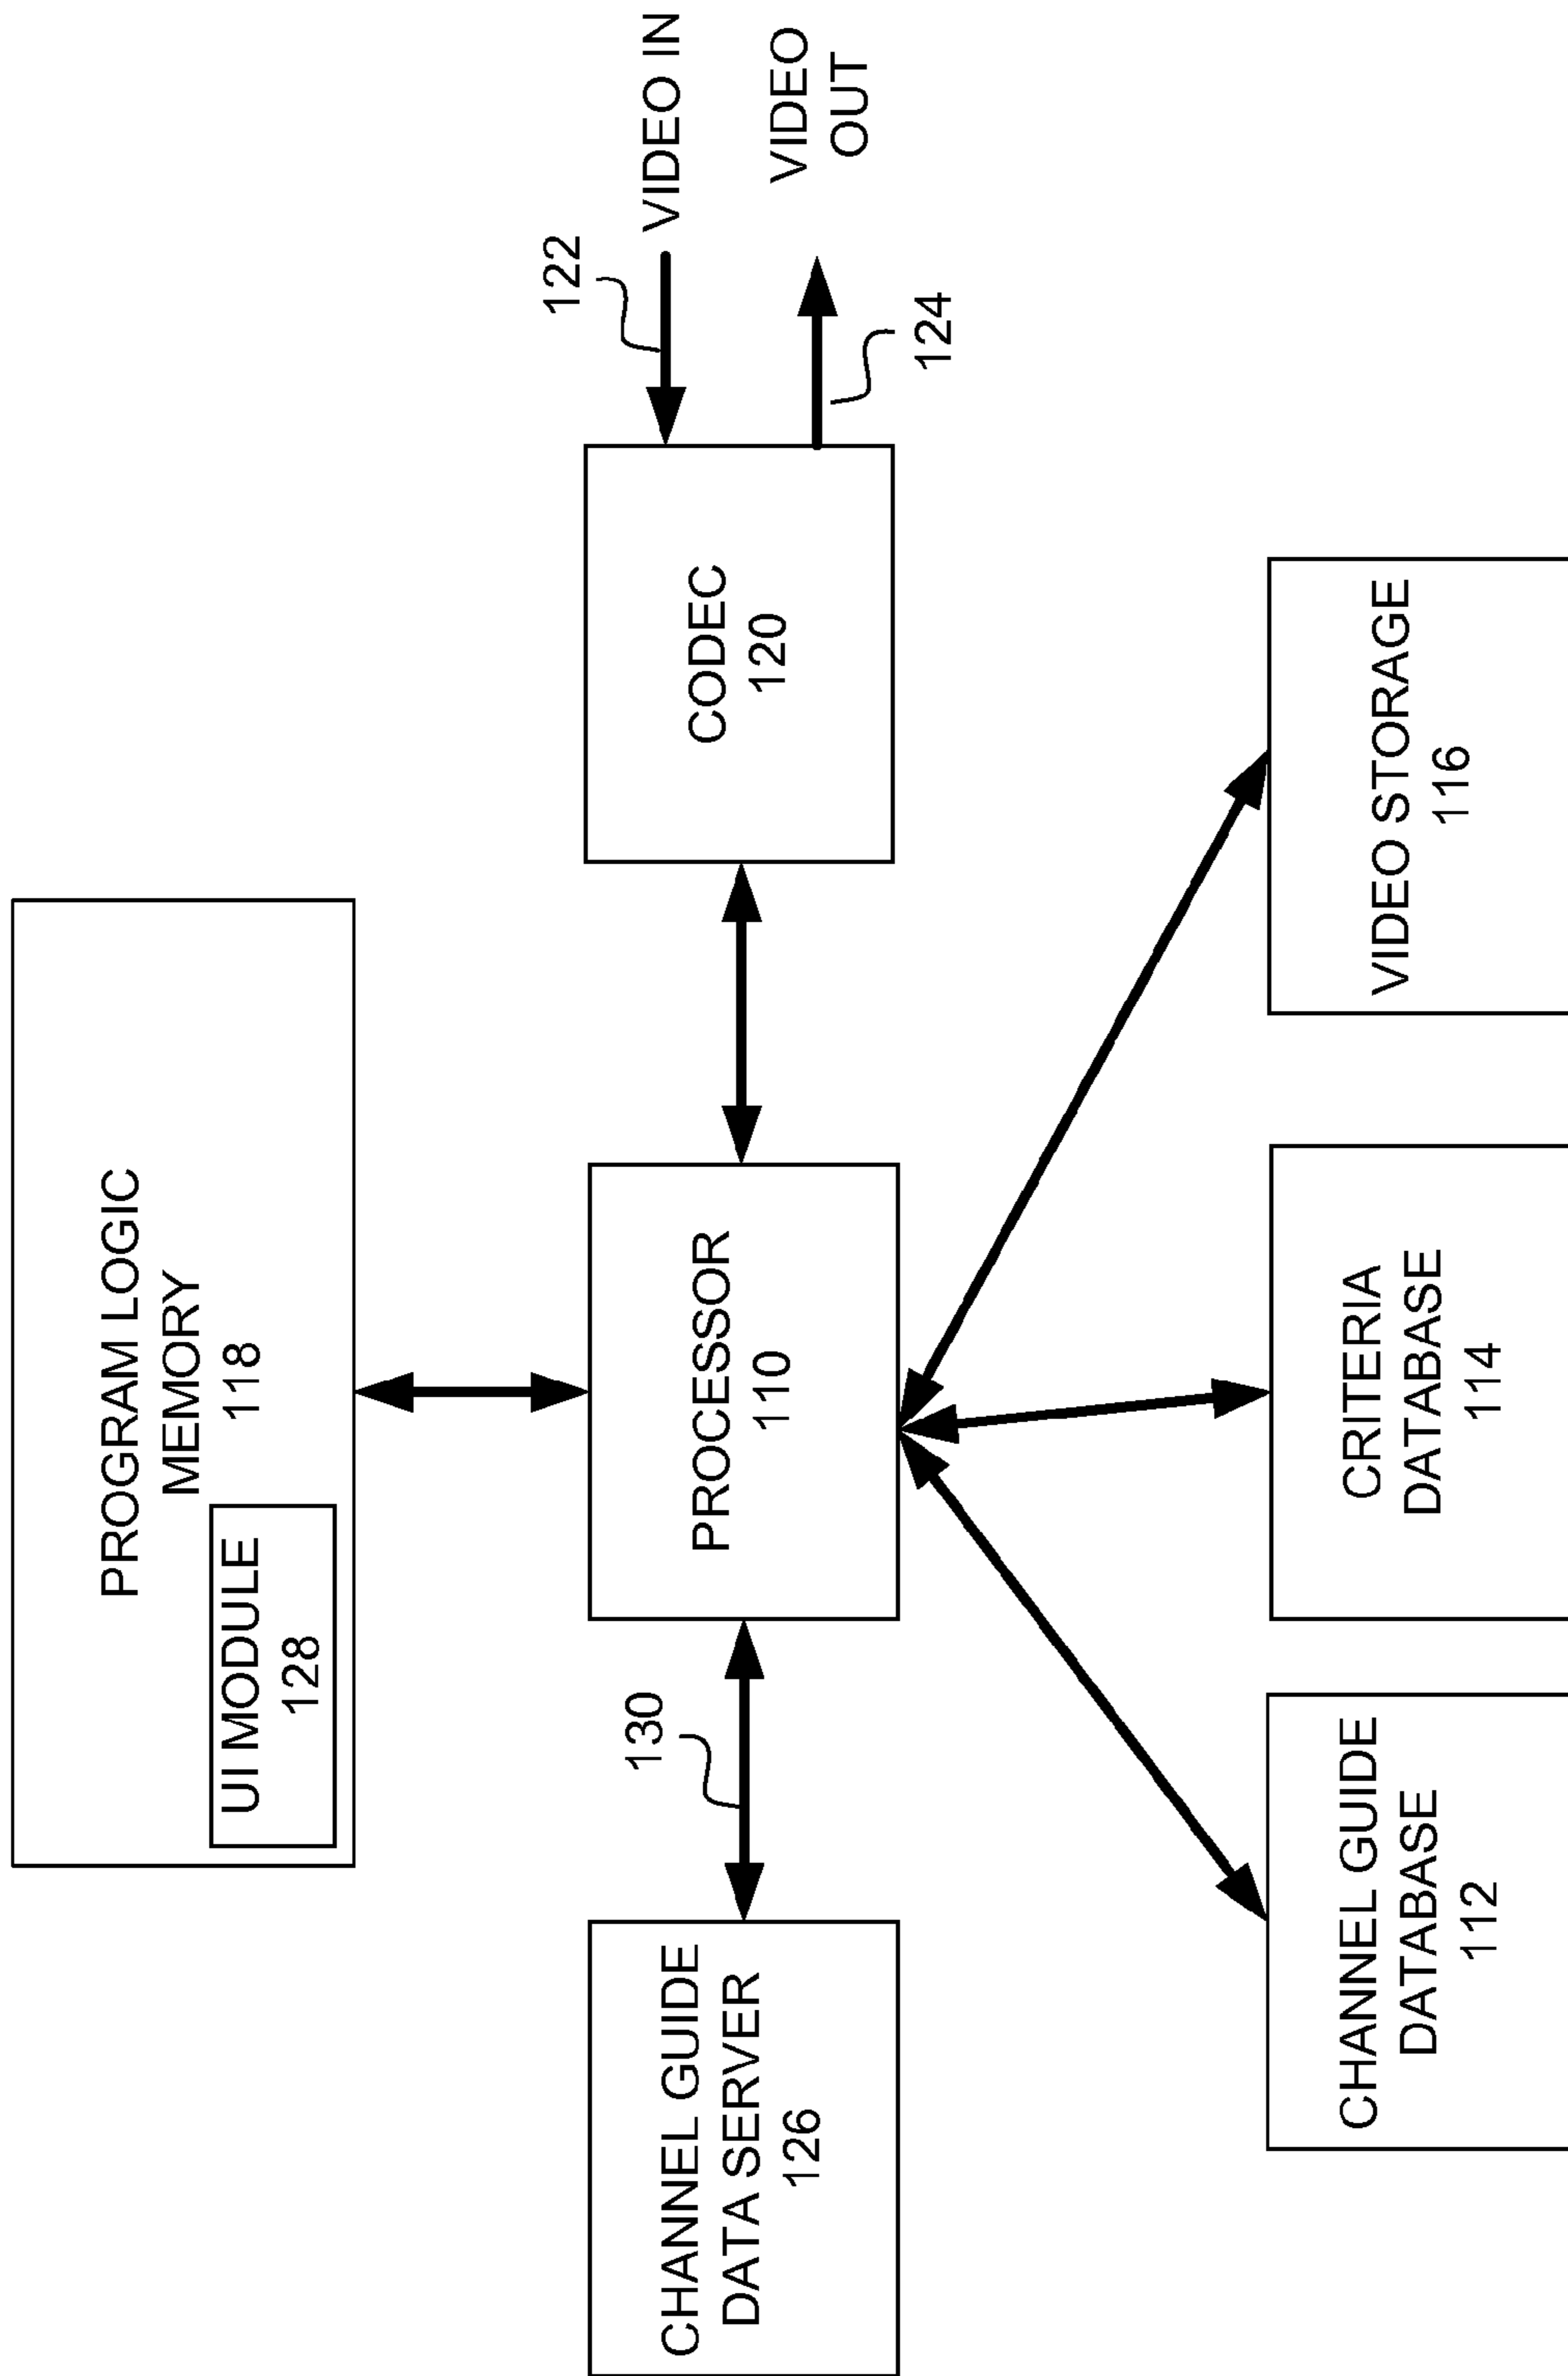 PROGRAM LOGIC
MEMORY
118
UI MODULE
128
CHANNEL GUIDE
DATA SERVER
126
130
PROCESSOR
110
CODEC
120
122
VIDEO IN
VIDEO
OUT
124
CHANNEL GUIDE
DATABASE
112
CRITERIA
DATABASE
114
VIDEO STORAGE
116